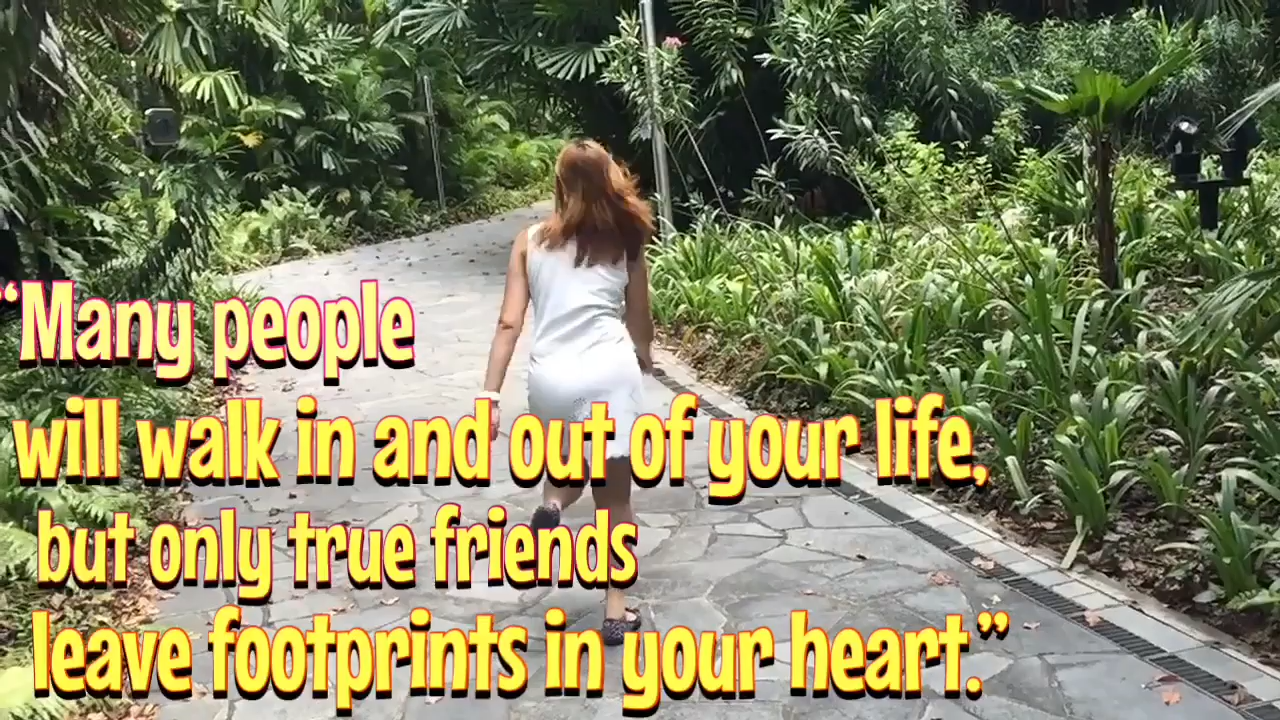 “Many people
will walk in and out of your life,
but only true friends
leave footprints in your heart.”